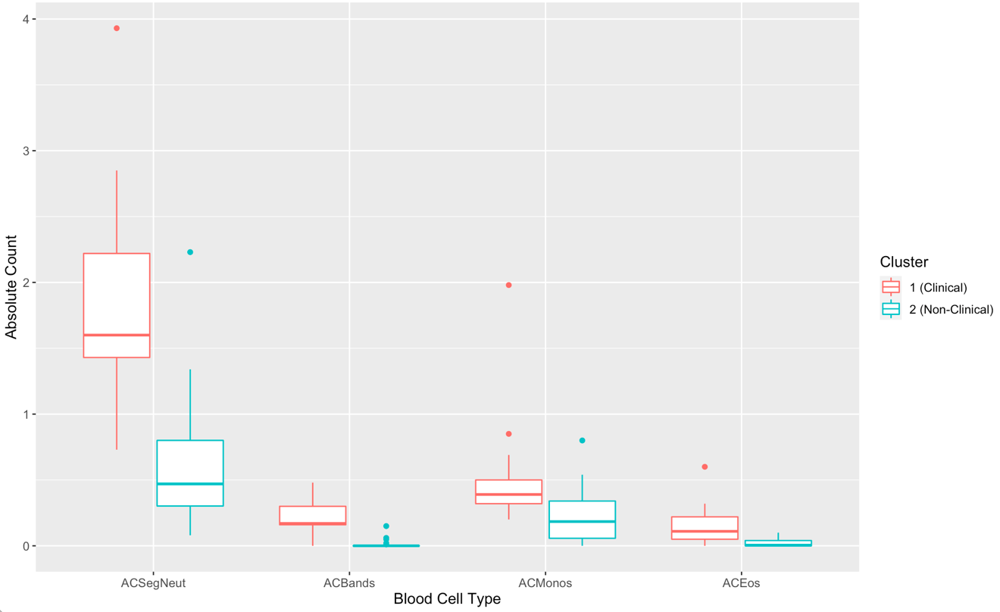 Absolute Count
4
3
2
1
0
ACSegNeut
ACBands
ACMonos
ACEos
Blood Cell Type
Cluster
1 (Clinical)
2 (Non-Clinical)